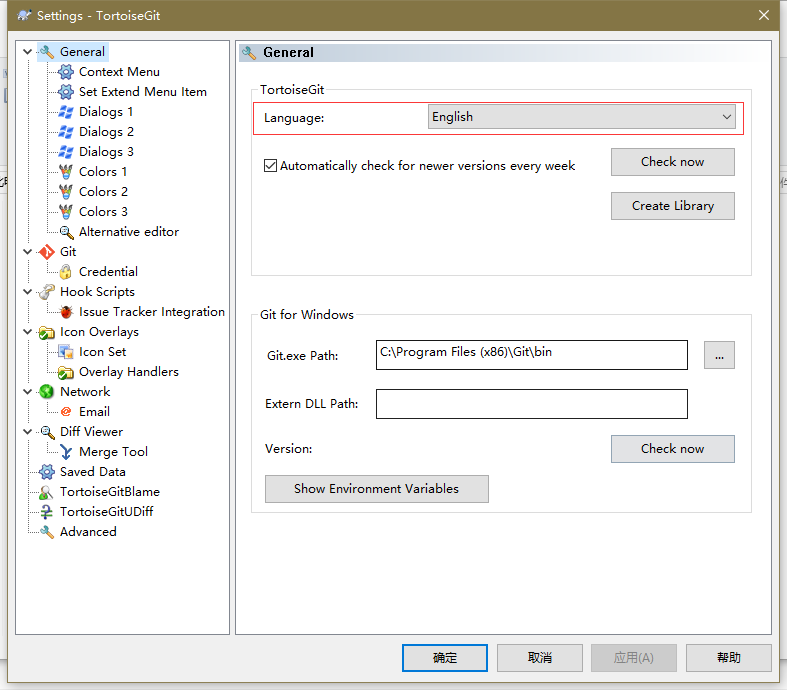 Settings - TortoiseGit
General
Context Menu
Set Extend Menu Item
Dialogs 1
Dialogs 2
Dialogs 3
Colors 1
Colors 2
Colors 3
Alternative editor
Git
Credential
Hook Scripts
Issue Tracker Integration
Icon Overlays
Icon Set
Overlay Handlers
Network
Email
Diff Viewer
Merge Tool
Saved Data
TortoiseGitBlame
TortoiseGitUDiff
Advanced
General
TortoiseGit
Language: English
Automatically check for newer versions every week Check now
Create Library
Git for Windows
Git.exe Path: C:\Program Files (x86)\Git\bin ...
Extern DLL Path:
Version: Check now
Show Environment Variables
确定 取消 应用(A) 帮助